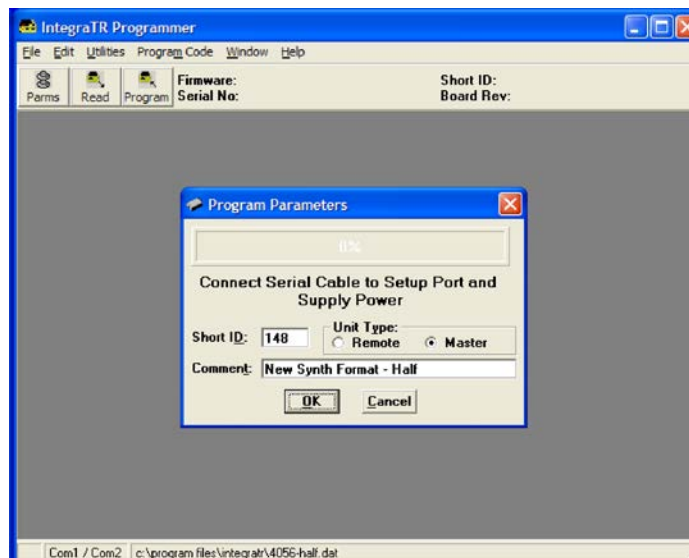 IntegraTR Programmer
File Edit Utilities Program Code Window Help
Parms Read Program
Firmware: Short ID:
Serial No: Board Rev:
Program Parameters
0%
Connect Serial Cable to Setup Port and
Supply Power
Unit Type:
Short ID: 148 Remote Master
Comment: New Synth Format - Half
OK Cancel
Com1 / Com2 c:\program files\integratr\4056-half.dat